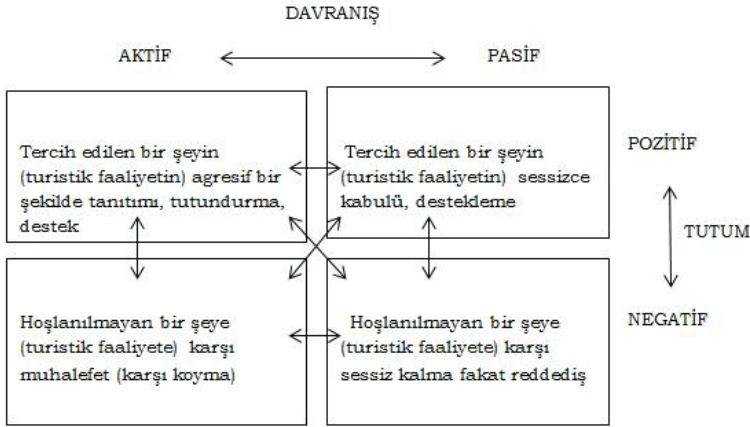 DAVRANIŞ
AKTİF
PASİF
Tercih edilen bir şeyin
(turistik faaliyetin) agresif bir
şekilde tanıtımı, tutundurma,
destek
Tercih edilen bir şeyin
(turistik faaliyetin) sessizce
kabulü, destekleme
POZİTİF
TUTUM
Hoşlanılmayan bir şeye
(turistik faaliyete) karşı
muhalefet (karşı koyma)
Hoşlanılmayan bir şeye
(turistik faaliyete) karşı
sessiz kalma fakat reddediş
NEGATİF